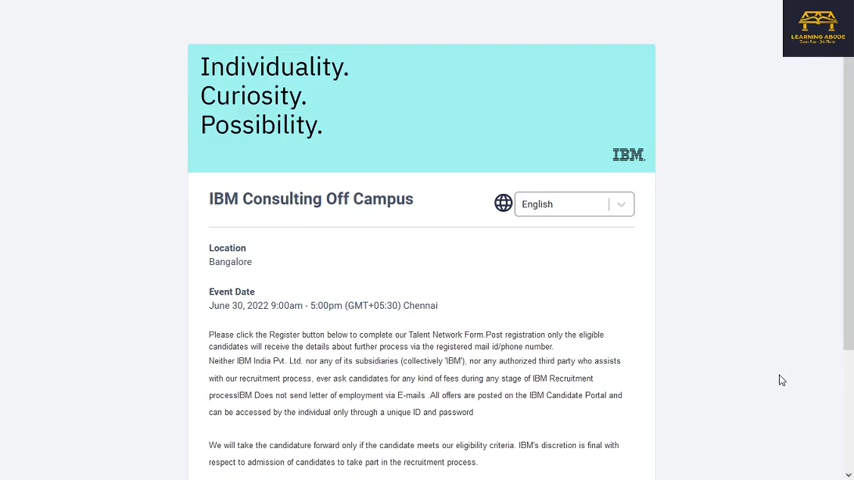 LEARNING ABODE
Individuality.
Curiosity.
Possibility.
IBM.
IBM Consulting Off Campus
English
Location
Bangalore
Event Date
June 30, 2022 9:00am - 5:00pm (GMT+05:30) Chennai
Please click the Register button below to complete our Talent Network Form.Post registration only the eligible
candidates will receive the details about further process via the registered mail id/phone number.
Neither IBM India Pvt. Ltd. nor any of its subsidiaries (collectively 'IBM'), nor any authorized third party who assists
with our recruitment process, ever ask candidates for any kind of fees during any stage of IBM Recruitment
processIBM Does not send letter of employment via E-mails .All offers are posted on the IBM Candidate Portal and
can be accessed by the individual only through a unique ID and password
We will take the candidature forward only if the candidate meets our eligibility criteria. IBM's discretion is final with
respect to admission of candidates to take part in the recruitment process.